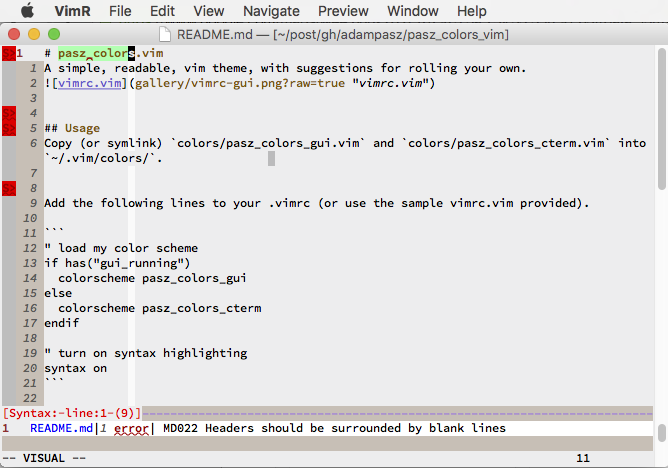 VimR File Edit View Navigate Preview Window Help
README.md — [~/post/gh/adampasz/pasz_colors_vim]
S>1 # pasz_colors.vim
1 A simple, readable, vim theme, with suggestions for rolling your own.
2 ![vimrc.vim](gallery/vimrc-gui.png?raw=true "vimrc.vim")
3
S> 4
S> 5 ## Usage
6 Copy (or symlink) `colors/pasz_colors_gui.vim` and `colors/pasz_colors_cterm.vim` into
`~/.vim/colors/`.
7
S> 8
9 Add the following lines to your .vimrc (or use the sample vimrc.vim provided).
10
11 ```
12 " load my color scheme
13 if has("gui_running")
14 colorscheme pasz_colors_gui
15 else
16 colorscheme pasz_colors_cterm
17 endif
18
19 " turn on syntax highlighting
20 syntax on
21 ```
22
[Syntax:-line:1-(9)]
1 README.md|1 error| MD022 Headers should be surrounded by blank lines
-- VISUAL -- 11